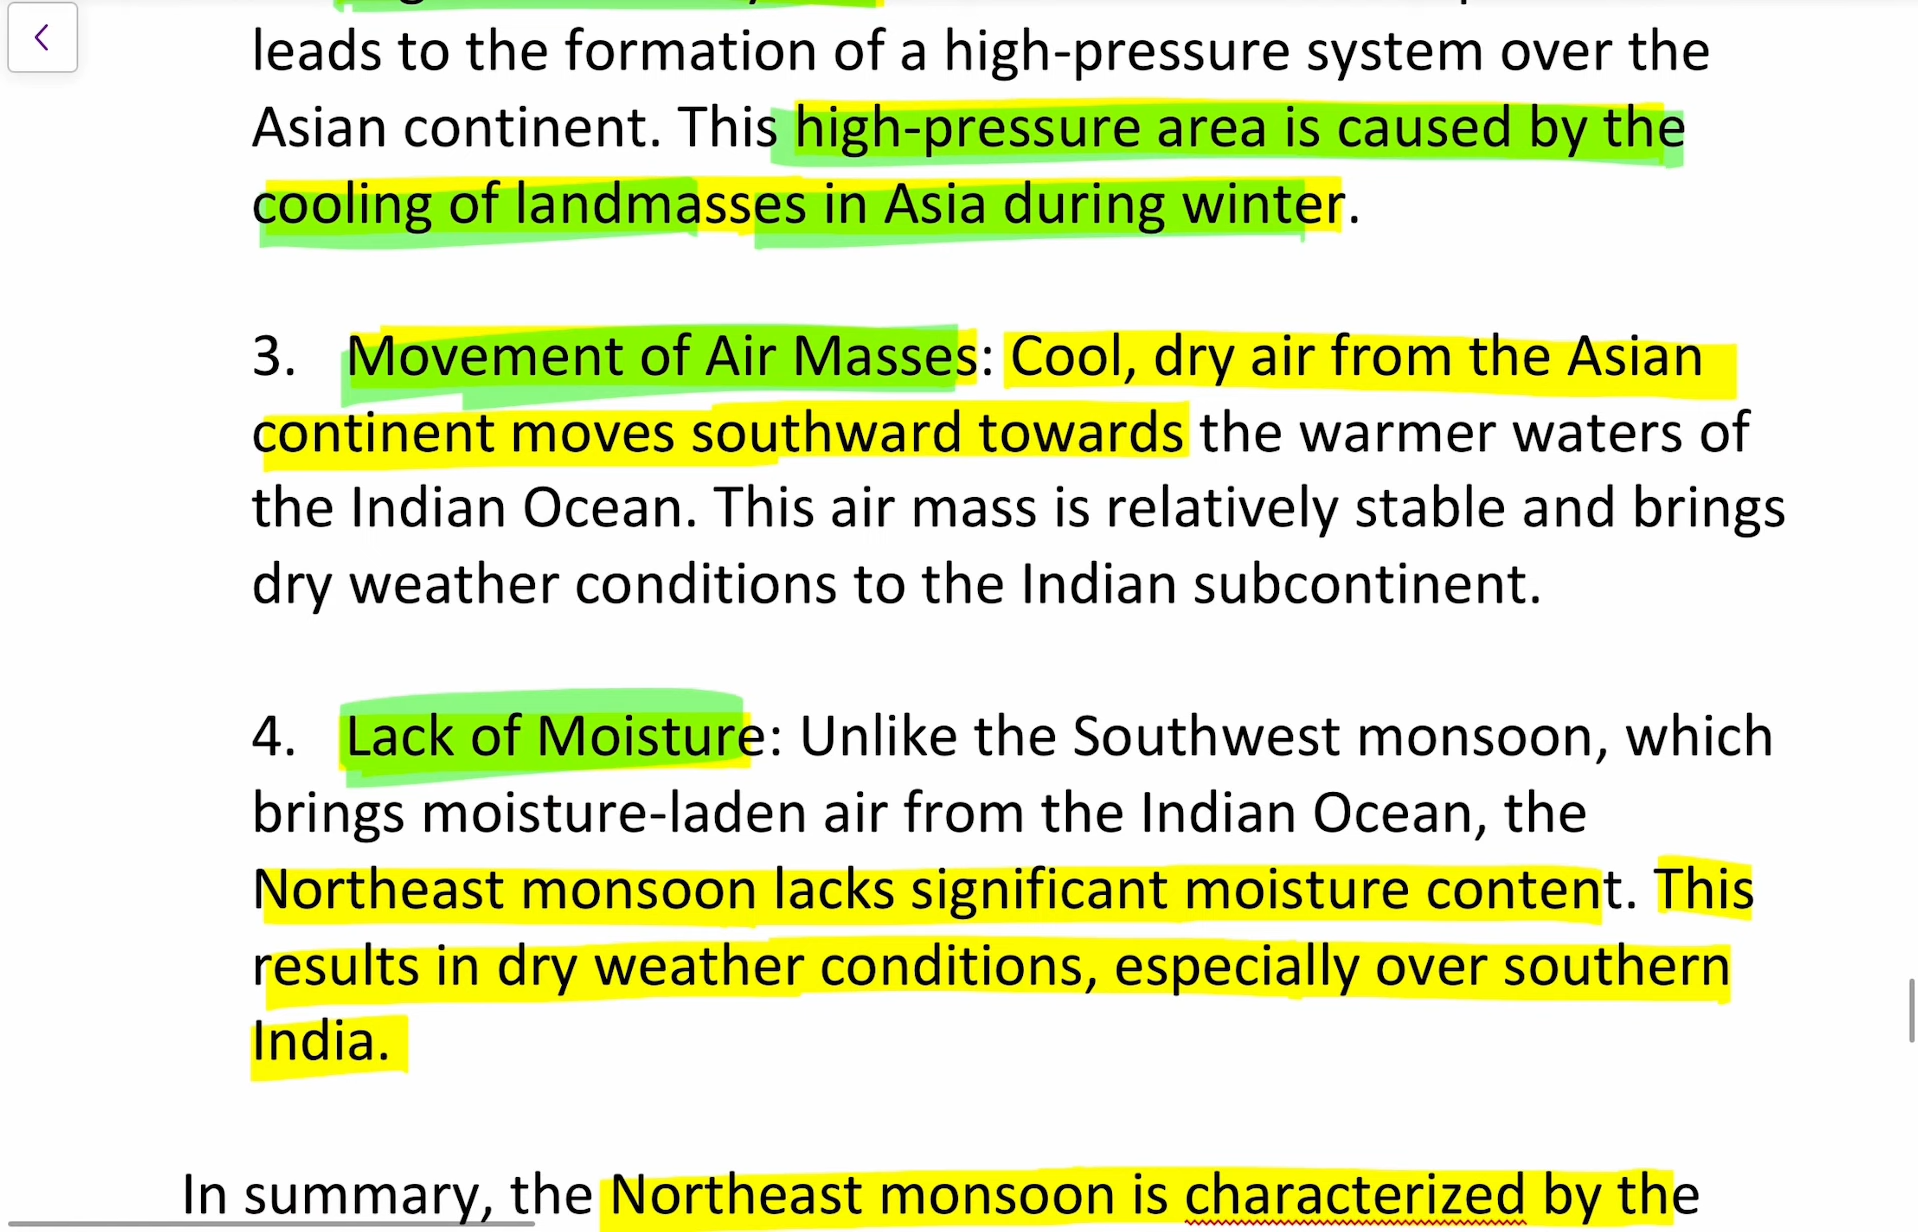 leads to the formation of a high-pressure system over the
Asian continent. This high-pressure area is caused by the
cooling of landmasses in Asia during winter.
3. Movement of Air Masses: Cool, dry air from the Asian
continent moves southward towards the warmer waters of
the Indian Ocean. This air mass is relatively stable and brings
dry weather conditions to the Indian subcontinent.
4. Lack of Moisture: Unlike the Southwest monsoon, which
brings moisture-laden air from the Indian Ocean, the
Northeast monsoon lacks significant moisture content. This
results in dry weather conditions, especially over southern
India.
In summary, the Northeast monsoon is characterized by the